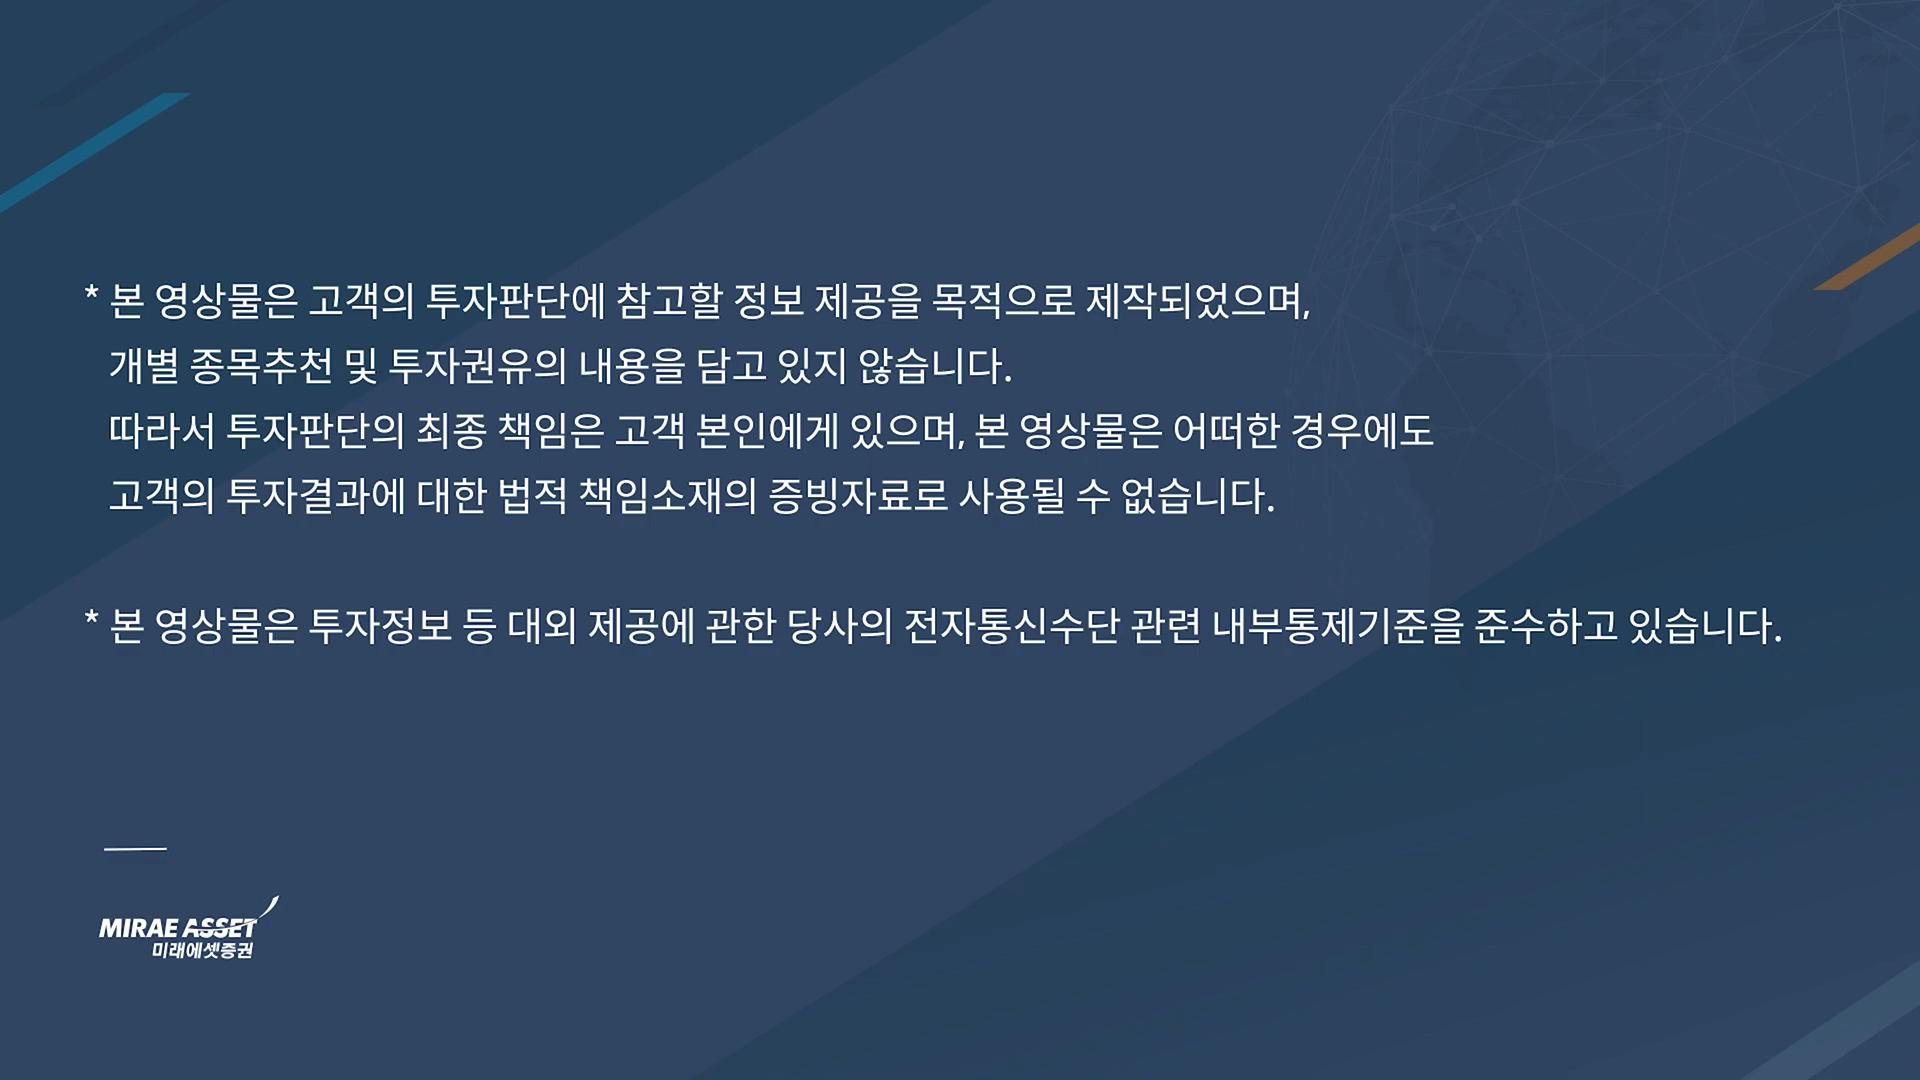 * 본 영상물은 고객의 투자판단에 참고할 정보 제공을 목적으로 제작되었으며,
개별 종목추천 및 투자권유의 내용을 담고 있지 않습니다.
따라서 투자판단의 최종 책임은 고객 본인에게 있으며, 본 영상물은 어떠한 경우에도
고객의 투자결과에 대한 법적 책임소재의 증빙자료로 사용될 수 없습니다.
* 본 영상물은 투자정보 등 대외 제공에 관한 당사의 전자통신수단 관련 내부통제기준을 준수하고 있습니다.
MIRAE ASSET
미래에셋증권